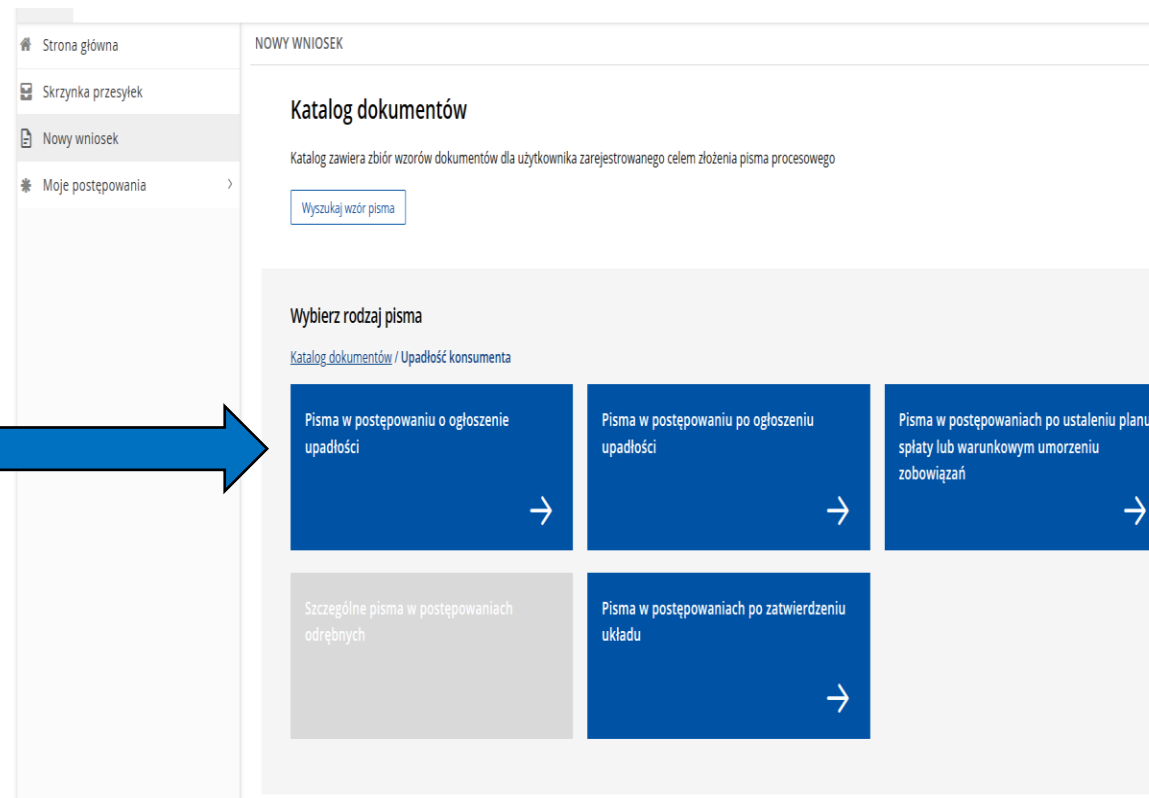 Strona główna
Skrzynka przesyłek
Nowy wniosek
Moje postępowania
NOWY WNIOSEK
Katalog dokumentów
Katalog zawiera zbiór wzorów dokumentów dla użytkownika zarejestrowanego celem złożenia pisma procesowego
Wyszukaj wzór pisma
Wybierz rodzaj pisma
Katalog dokumentów / Upadłość konsumenta
Pisma w postępowaniu o ogłoszenie
upadłości
Pisma w postępowaniu po ogłoszeniu
upadłości
Pisma w postępowaniach po ustaleniu planu
spłaty lub warunkowym umorzeniu
zobowiązań
Szczególne pisma w postępowaniach
odrębnych
Pisma w postępowaniach po zatwierdzeniu
układu